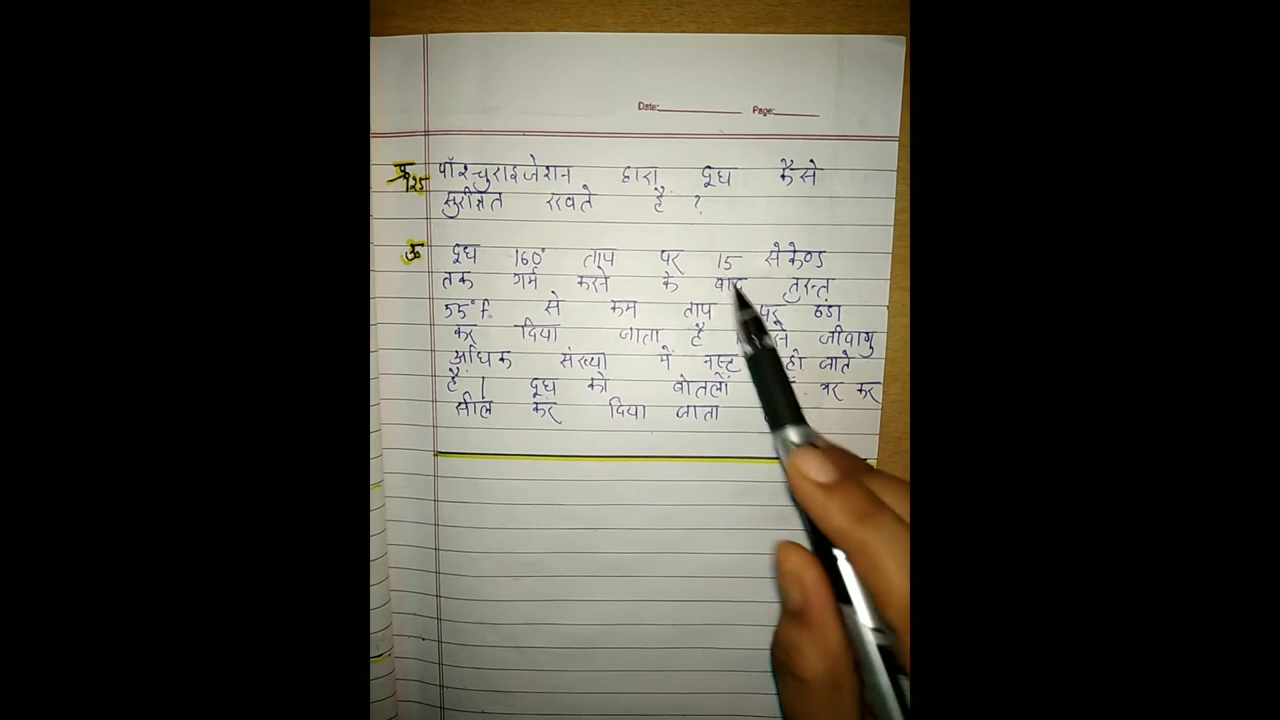 Date: Page:
प्र 125 पॉश्चुराइजेशन द्वारा दूध कैसे
सुरक्षित रखते हैं ?
उ दूध 160° ताप पर 15 सेकेण्ड
तक गर्म करने के बाद तुरन्त
55°f. से कम ताप पर ठंडा
कर दिया जाता है जीवाणु
अधिक संख्या में नष्ट हो जाते
हैं । दूध को बोतलों भर कर
सील कर दिया जाता